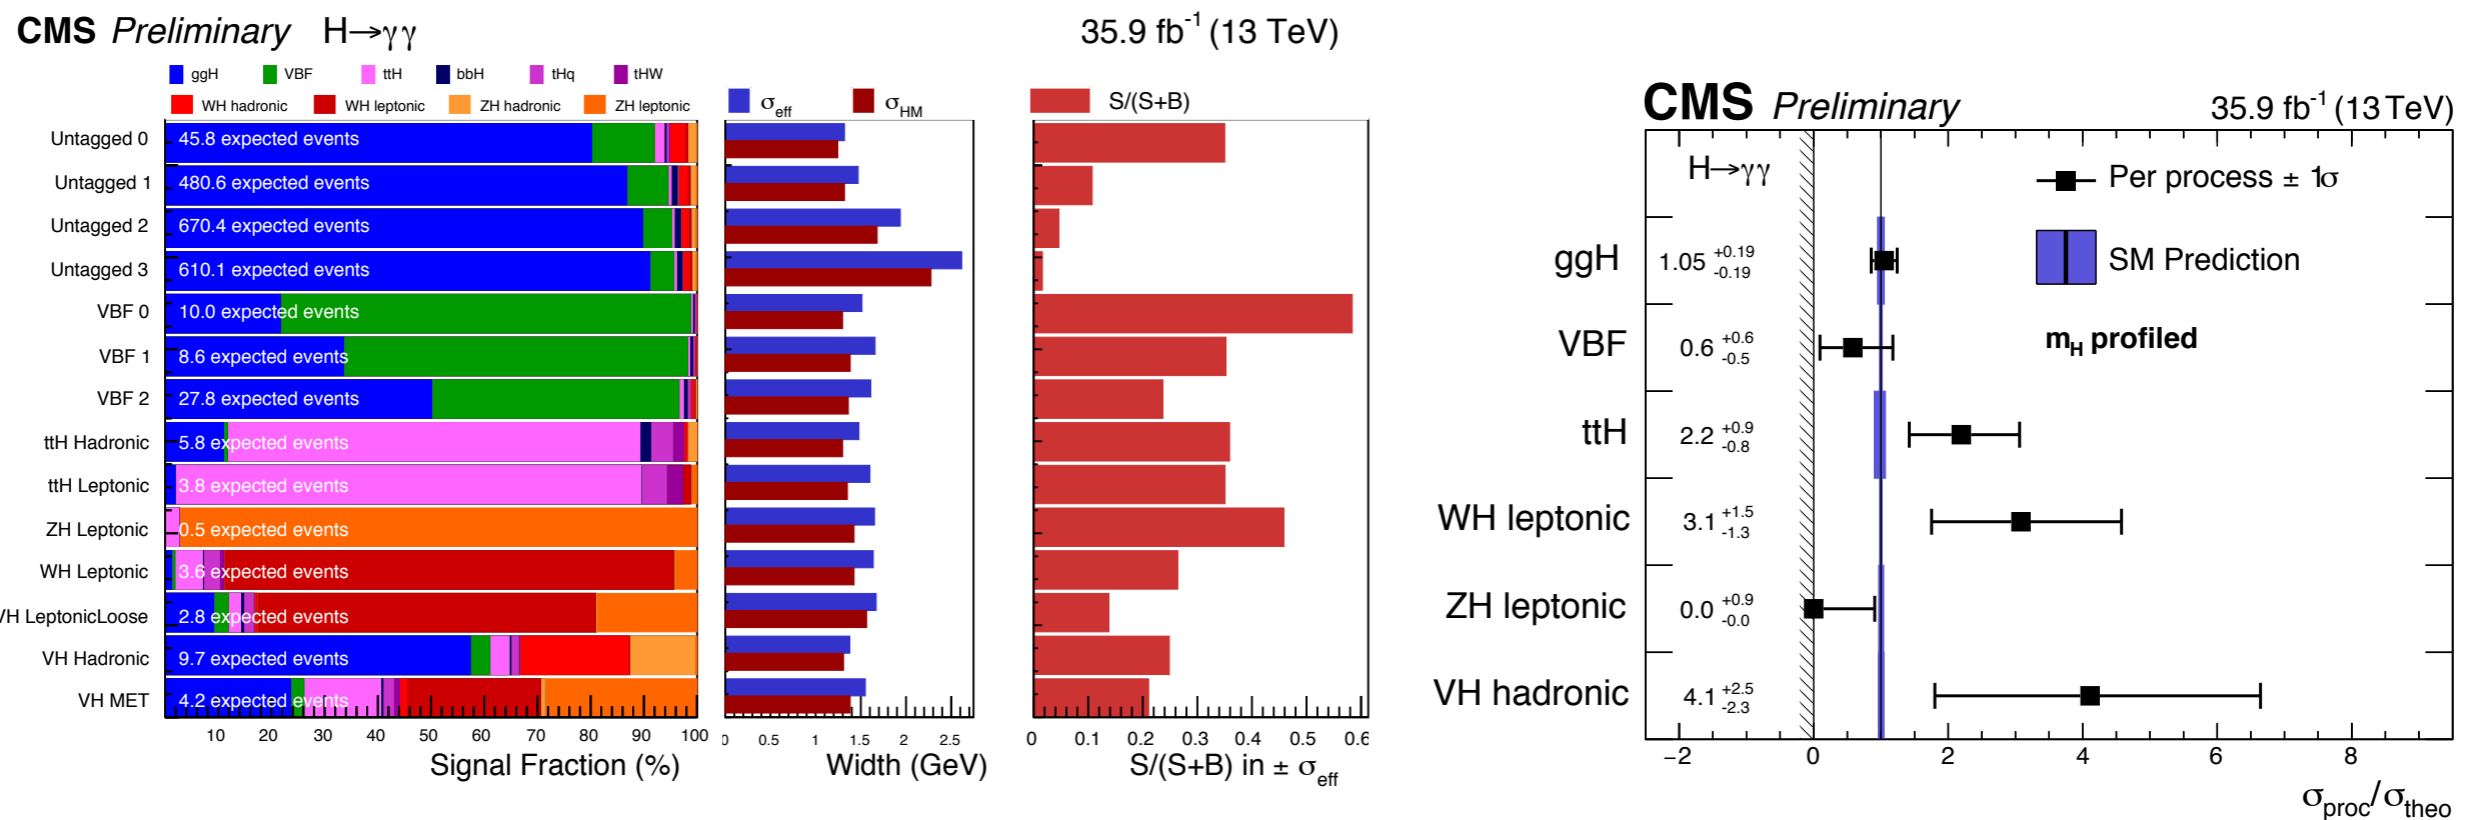 CMS Preliminary H→γγ 35.9 fb⁻¹ (13 TeV)
ggH VBF ttH bbH tHq tHW
WH hadronic WH leptonic ZH hadronic ZH leptonic
σeff σHM
S/(S+B)
Untagged 0 45.8 expected events
Untagged 1 480.6 expected events
Untagged 2 670.4 expected events
Untagged 3 610.1 expected events
VBF 0 10.0 expected events
VBF 1 8.6 expected events
VBF 2 27.8 expected events
ttH Hadronic 5.8 expected events
ttH Leptonic 3.8 expected events
ZH Leptonic 0.5 expected events
WH Leptonic 3.6 expected events
VH LeptonicLoose 2.8 expected events
VH Hadronic 9.7 expected events
VH MET 4.2 expected events
10 20 30 40 50 60 70 80 90 100
Signal Fraction (%)
0 0.5 1 1.5 2 2.5
Width (GeV)
0 0.1 0.2 0.3 0.4 0.5 0.6
S/(S+B) in ± σeff
CMS Preliminary 35.9 fb⁻¹ (13 TeV)
H→γγ
Per process ± 1σ
SM Prediction
mH profiled
ggH 1.05 +0.19 -0.19
VBF 0.6 +0.6 -0.5
ttH 2.2 +0.9 -0.8
WH leptonic 3.1 +1.5 -1.3
ZH leptonic 0.0 +0.9 -0.0
VH hadronic 4.1 +2.5 -2.3
−2 0 2 4 6 8
σproc/σtheo